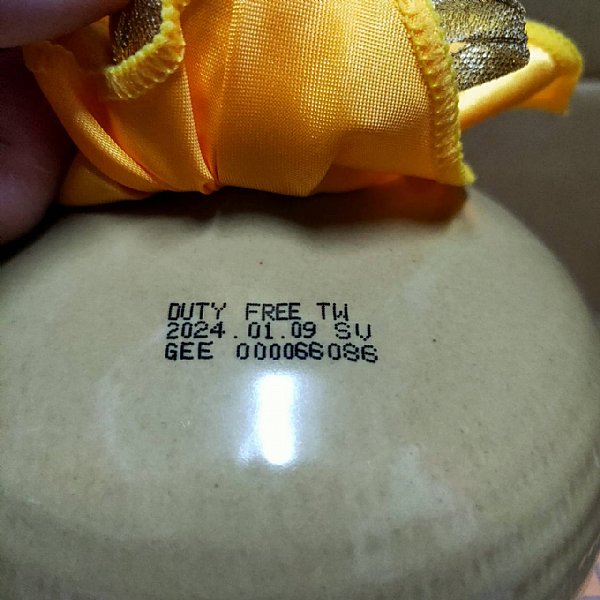 DUTY FREE TW
2024.01.09 SV
GEE 000066086